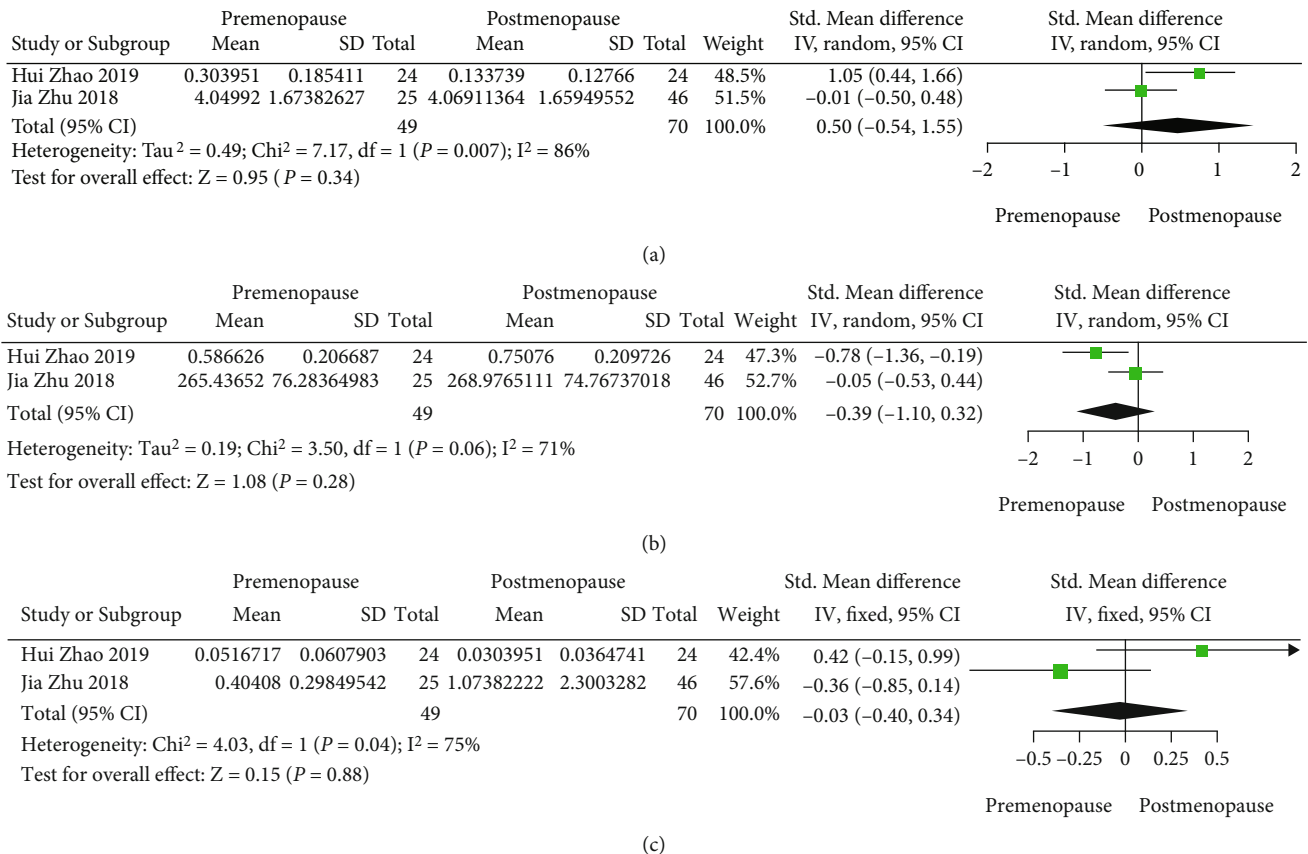 Premenopause Postmenopause Std. Mean difference Std. Mean difference
Study or Subgroup Mean SD Total Mean SD Total Weight IV, random, 95% CI IV, random, 95% CI
Hui Zhao 2019 0.303951 0.185411 24 0.133739 0.12766 24 48.5% 1.05 (0.44, 1.66)
Jia Zhu 2018 4.04992 1.67382627 25 4.06911364 1.65949552 46 51.5% –0.01 (–0.50, 0.48)
Total (95% CI) 49 70 100.0% 0.50 (–0.54, 1.55)
Heterogeneity: Tau² = 0.49; Chi² = 7.17, df = 1 (P = 0.007); I² = 86%
Test for overall effect: Z = 0.95 ( P = 0.34)
–2 –1 0 1 2
Premenopause Postmenopause
(a)
Premenopause Postmenopause Std. Mean difference Std. Mean difference
Study or Subgroup Mean SD Total Mean SD Total Weight IV, random, 95% CI IV, random, 95% CI
Hui Zhao 2019 0.586626 0.206687 24 0.75076 0.209726 24 47.3% –0.78 (–1.36, –0.19)
Jia Zhu 2018 265.43652 76.28364983 25 268.9765111 74.76737018 46 52.7% –0.05 (–0.53, 0.44)
Total (95% CI) 49 70 100.0% –0.39 (–1.10, 0.32)
Heterogeneity: Tau² = 0.19; Chi² = 3.50, df = 1 (P = 0.06); I² = 71%
–2 –1 0 1 2
Test for overall effect: Z = 1.08 (P = 0.28)
Premenopause Postmenopause
(b)
Premenopause Postmenopause Std. Mean difference Std. Mean difference
Study or Subgroup Mean SD Total Mean SD Total Weight IV, fixed, 95% CI IV, fixed, 95% CI
Hui Zhao 2019 0.0516717 0.0607903 24 0.0303951 0.0364741 24 42.4% 0.42 (–0.15, 0.99)
Jia Zhu 2018 0.40408 0.29849542 25 1.07382222 2.3003282 46 57.6% –0.36 (–0.85, 0.14)
Total (95% CI) 49 70 100.0% –0.03 (–0.40, 0.34)
Heterogeneity: Chi² = 4.03, df = 1 (P = 0.04); I² = 75%
–0.5 –0.25 0 0.25 0.5
Test for overall effect: Z = 0.15 (P = 0.88)
Premenopause Postmenopause
(c)